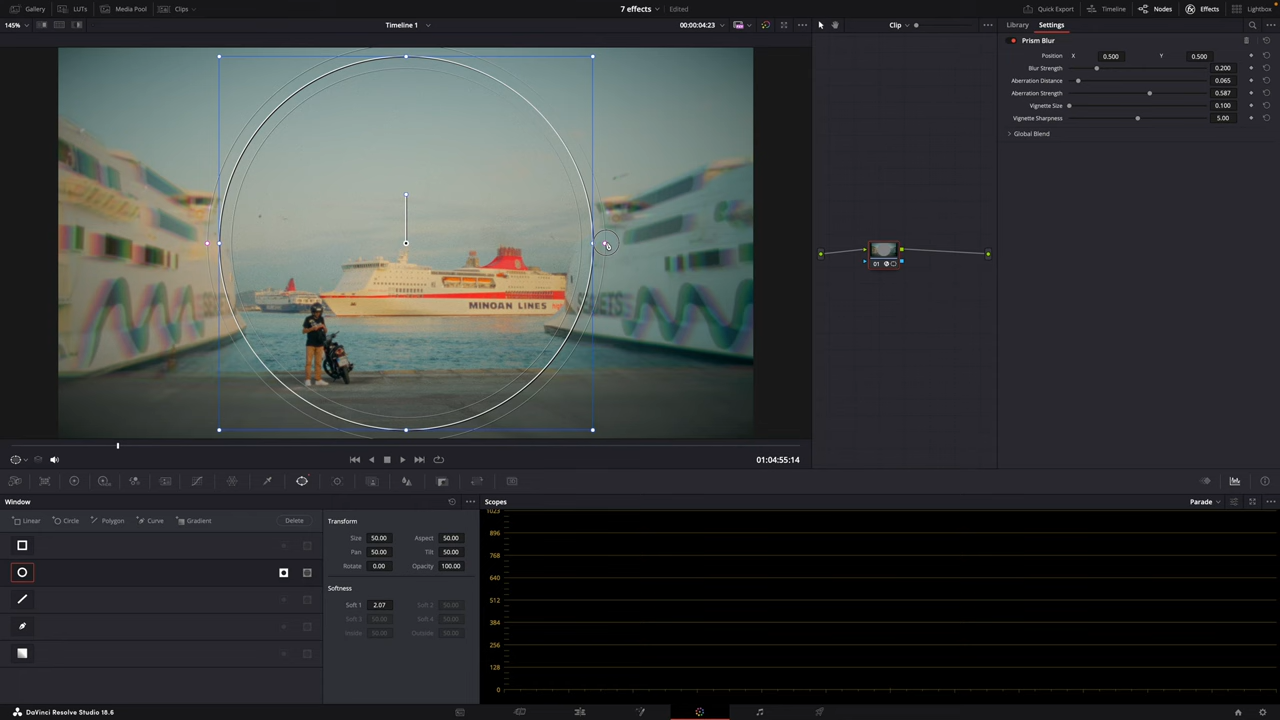 Gallery LUTs Media Pool Clips 7 effects Edited Quick Export Timeline Nodes Effects Lightbox
145% Timeline 1 00:00:04:23 Clip Library Settings
Prism Blur
Position X 0.500 Y 0.500
Blur Strength 0.200
Aberration Distance 0.065
Aberration Strength 0.587
Vignette Size 0.100
Vignette Sharpness 5.00
Global Blend
MINOAN LINES
01
01:04:55:14
Window Scopes Parade
Linear Circle Polygon Curve Gradient Delete
Transform
Size 50.00 Aspect 50.00
Pan 50.00 Tilt 50.00
Rotate 0.00 Opacity 100.00
Softness
Soft 1 2.07 Soft 2 50.00
Soft 3 50.00 Soft 4 50.00
Inside 50.00 Outside 50.00
1023
896
768
640
512
384
256
128
0
DaVinci Resolve Studio 18.6